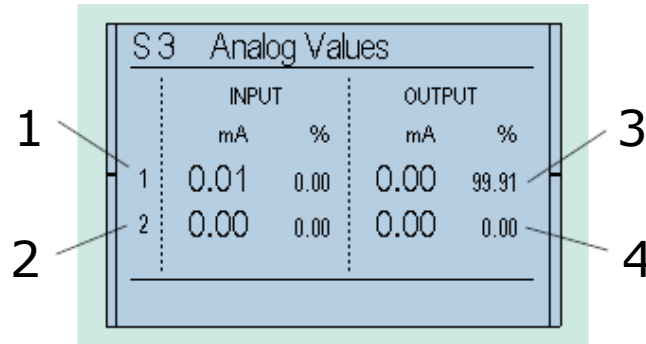 S 3 Analog Values
INPUT OUTPUT
mA % mA %
1 1 0.01 0.00 0.00 99.91 3
2 2 0.00 0.00 0.00 0.00 4